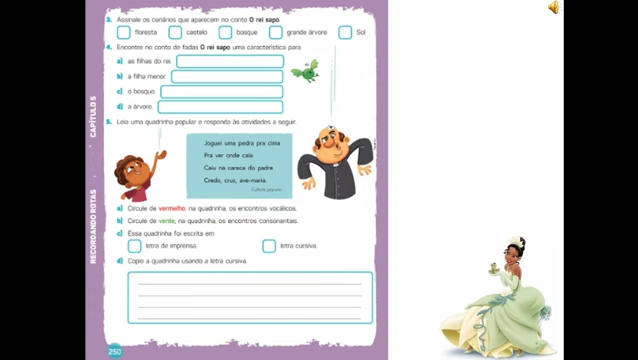 3. Assinale os cenários que aparecem no conto O rei sapo.
floresta castelo bosque grande árvore Sol
4. Encontre no conto de fadas O rei sapo uma característica para
a) as filhas do rei.
b) a filha menor.
c) o bosque.
d) a árvore.
5. Leia uma quadrinha popular e responda às atividades a seguir.
Joguei uma pedra pra cima
Pra ver onde caía
Caiu na careca do padre
Credo, cruz, ave-maria.
Cultura popular.
a) Circule de vermelho, na quadrinha, os encontros vocálicos.
b) Circule de verde, na quadrinha, os encontros consonantais.
c) Essa quadrinha foi escrita em
letra de imprensa. letra cursiva.
d) Copie a quadrinha usando a letra cursiva.
RECORDANDO ROTAS CAPÍTULO 5
250